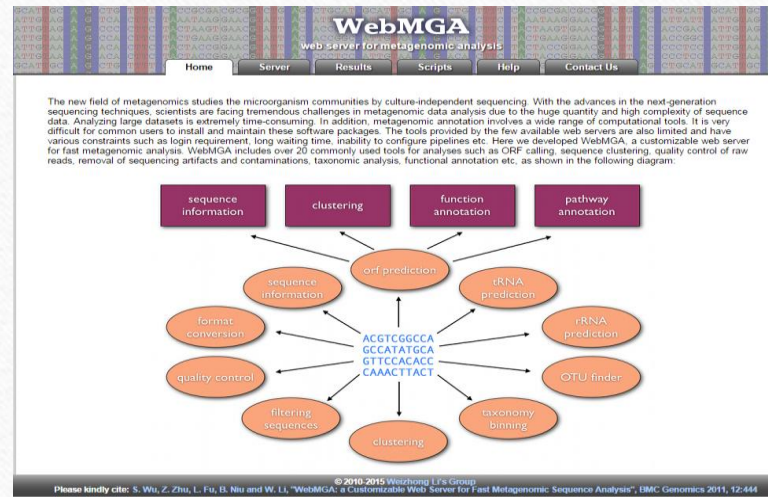 WebMGA
web server for metagenomic analysis
Home Server Results Scripts Help Contact Us
The new field of metagenomics studies the microorganism communities by culture-independent sequencing. With the advances in the next-generation
sequencing techniques, scientists are facing tremendous challenges in metagenomic data analysis due to the huge quantity and high complexity of sequence
data. Analyzing large datasets is extremely time-consuming. In addition, metagenomic annotation involves a wide range of computational tools. It is very
difficult for common users to install and maintain these software packages. The tools provided by the few available web servers are also limited and have
various constraints such as login requirement, long waiting time, inability to configure pipelines etc. Here we developed WebMGA, a customizable web server
for fast metagenomic analysis. WebMGA includes over 20 commonly used tools for analyses such as ORF calling, sequence clustering, quality control of raw
reads, removal of sequencing artifacts and contaminations, taxonomic analysis, functional annotation etc, as shown in the following diagram:
sequence
information
clustering
function
annotation
pathway
annotation
orf prediction
sequence
information
tRNA
prediction
format
conversion
rRNA
prediction
ACGTCGGCCA
GCCATATGCA
GTTCCACACC
CAAACTTACT
quality control
OTU finder
filtering
sequences
taxonomy
binning
clustering
© 2010-2015 Weizhong Li's Group
Please kindly cite: S. Wu, Z. Zhu, L. Fu, B. Niu and W. Li, "WebMGA: a Customizable Web Server for Fast Metagenomic Sequence Analysis", BMC Genomics 2011, 12:444